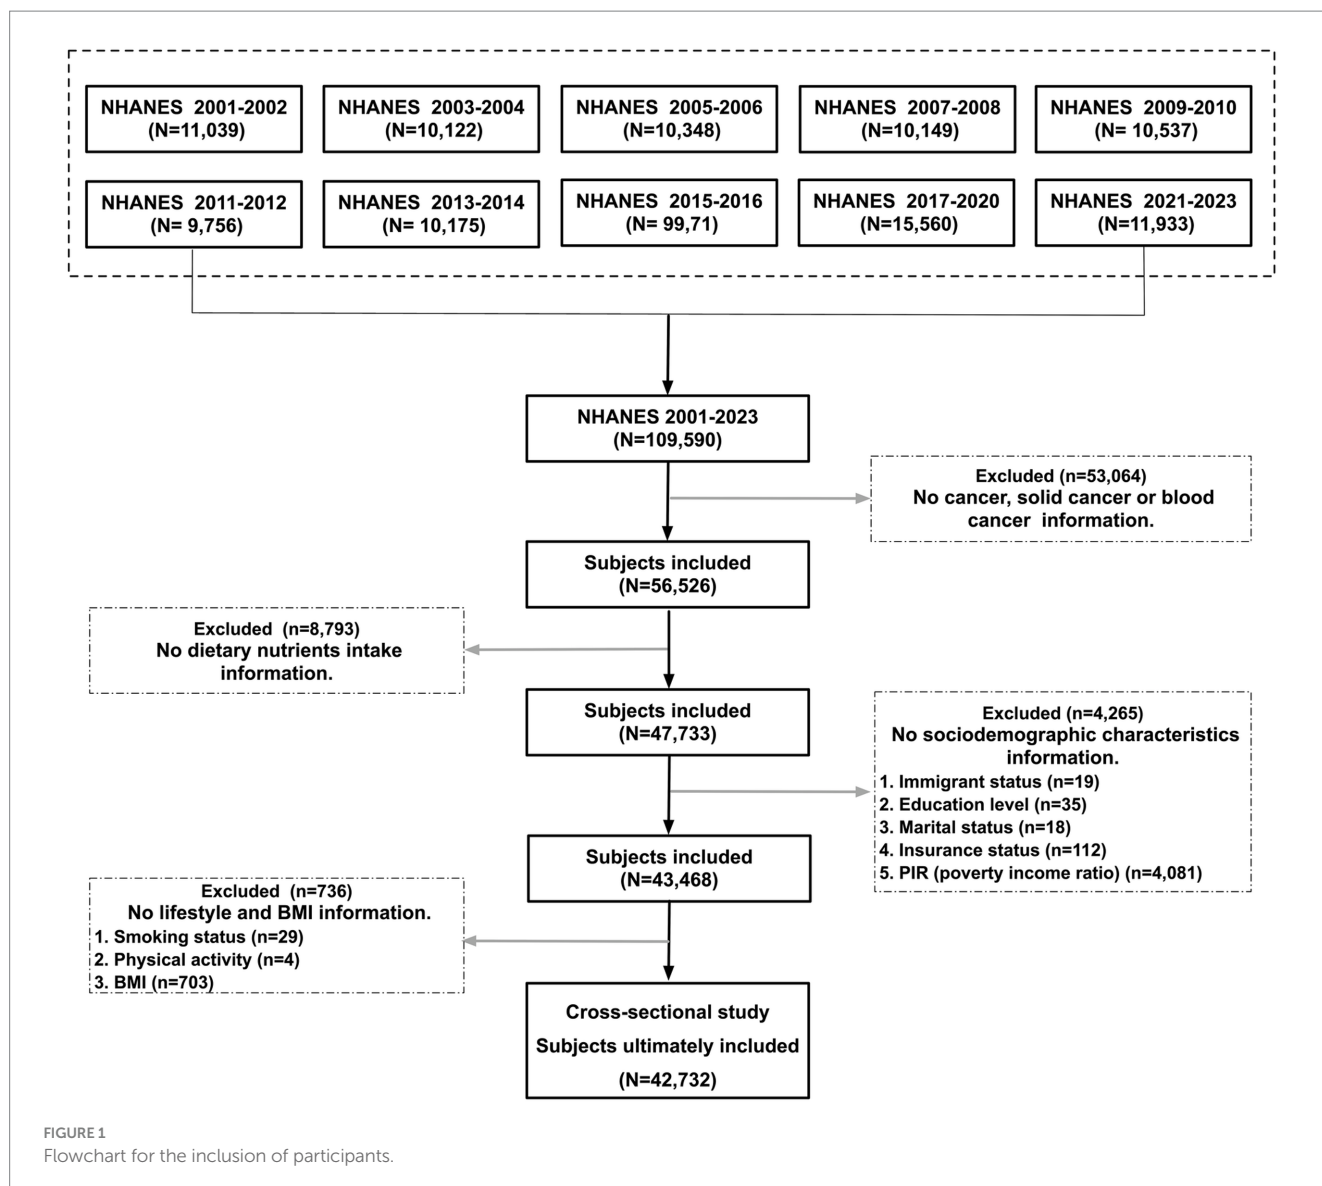 NHANES 2001-2002
(N=11,039)
NHANES 2003-2004
(N=10,122)
NHANES 2005-2006
(N=10,348)
NHANES 2007-2008
(N=10,149)
NHANES 2009-2010
(N= 10,537)
NHANES 2011-2012
(N= 9,756)
NHANES 2013-2014
(N= 10,175)
NHANES 2015-2016
(N= 99,71)
NHANES 2017-2020
(N=15,560)
NHANES 2021-2023
(N=11,933)
NHANES 2001-2023
(N=109,590)
Excluded (n=53,064)
No cancer, solid cancer or blood
cancer information.
Subjects included
(N=56,526)
Excluded (n=8,793)
No dietary nutrients intake
information.
Subjects included
(N=47,733)
Excluded (n=4,265)
No sociodemographic characteristics
information.
1. Immigrant status (n=19)
2. Education level (n=35)
3. Marital status (n=18)
4. Insurance status (n=112)
5. PIR (poverty income ratio) (n=4,081)
Subjects included
(N=43,468)
Excluded (n=736)
No lifestyle and BMI information.
1. Smoking status (n=29)
2. Physical activity (n=4)
3. BMI (n=703)
Cross-sectional study
Subjects ultimately included
(N=42,732)
FIGURE 1
Flowchart for the inclusion of participants.